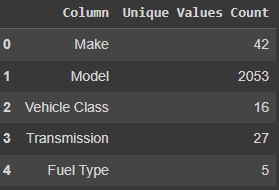 Column Unique Values Count
0 Make 42
1 Model 2053
2 Vehicle Class 16
3 Transmission 27
4 Fuel Type 5